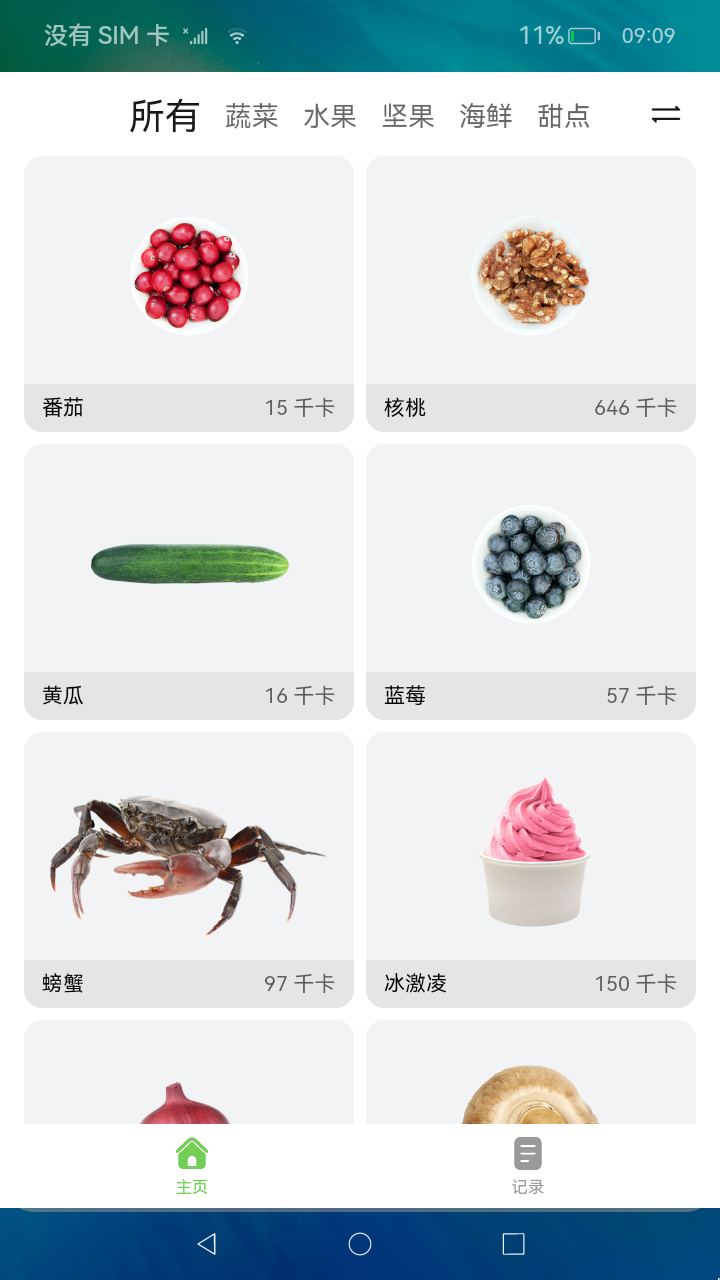 没有 SIM 卡 11% 09:09
所有 蔬菜 水果 坚果 海鲜 甜点
番茄 15 千卡 核桃 646 千卡
黄瓜 16 千卡 蓝莓 57 千卡
螃蟹 97 千卡 冰激凌 150 千卡
主页 记录